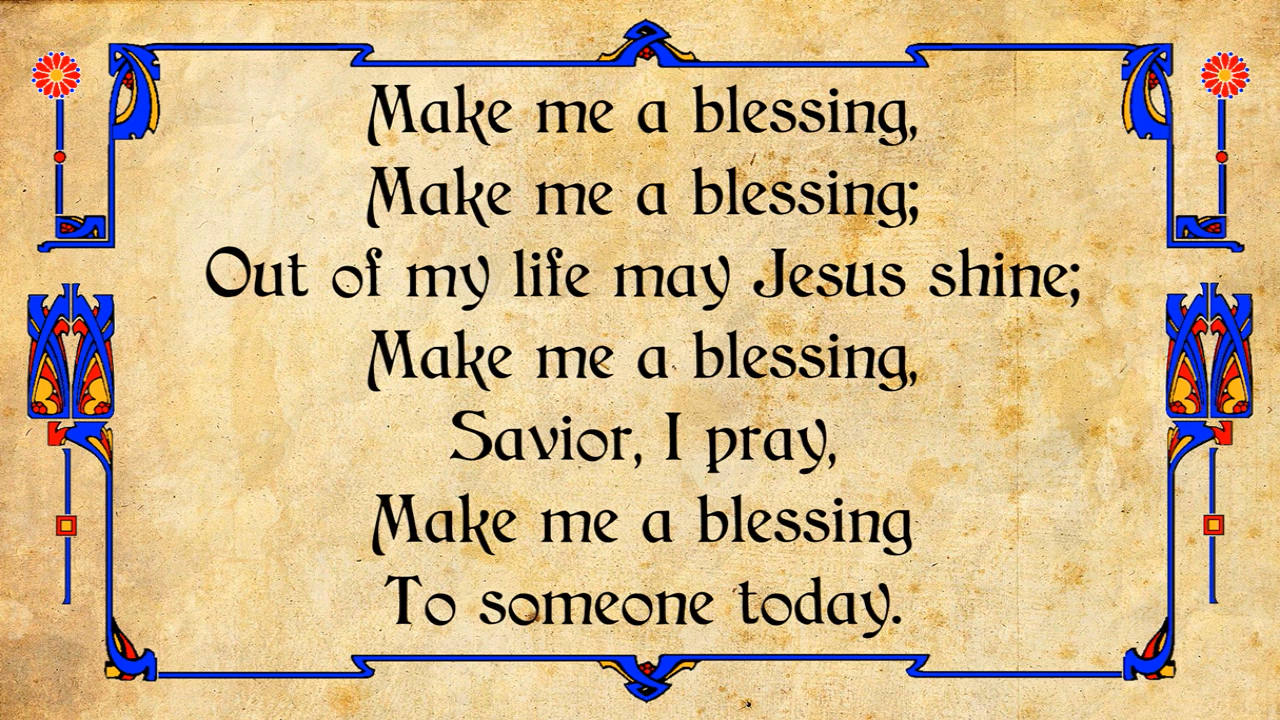 Make me a blessing,
Make me a blessing;
Out of my life may Jesus shine;
Make me a blessing,
Savior, I pray,
Make me a blessing
To someone today.